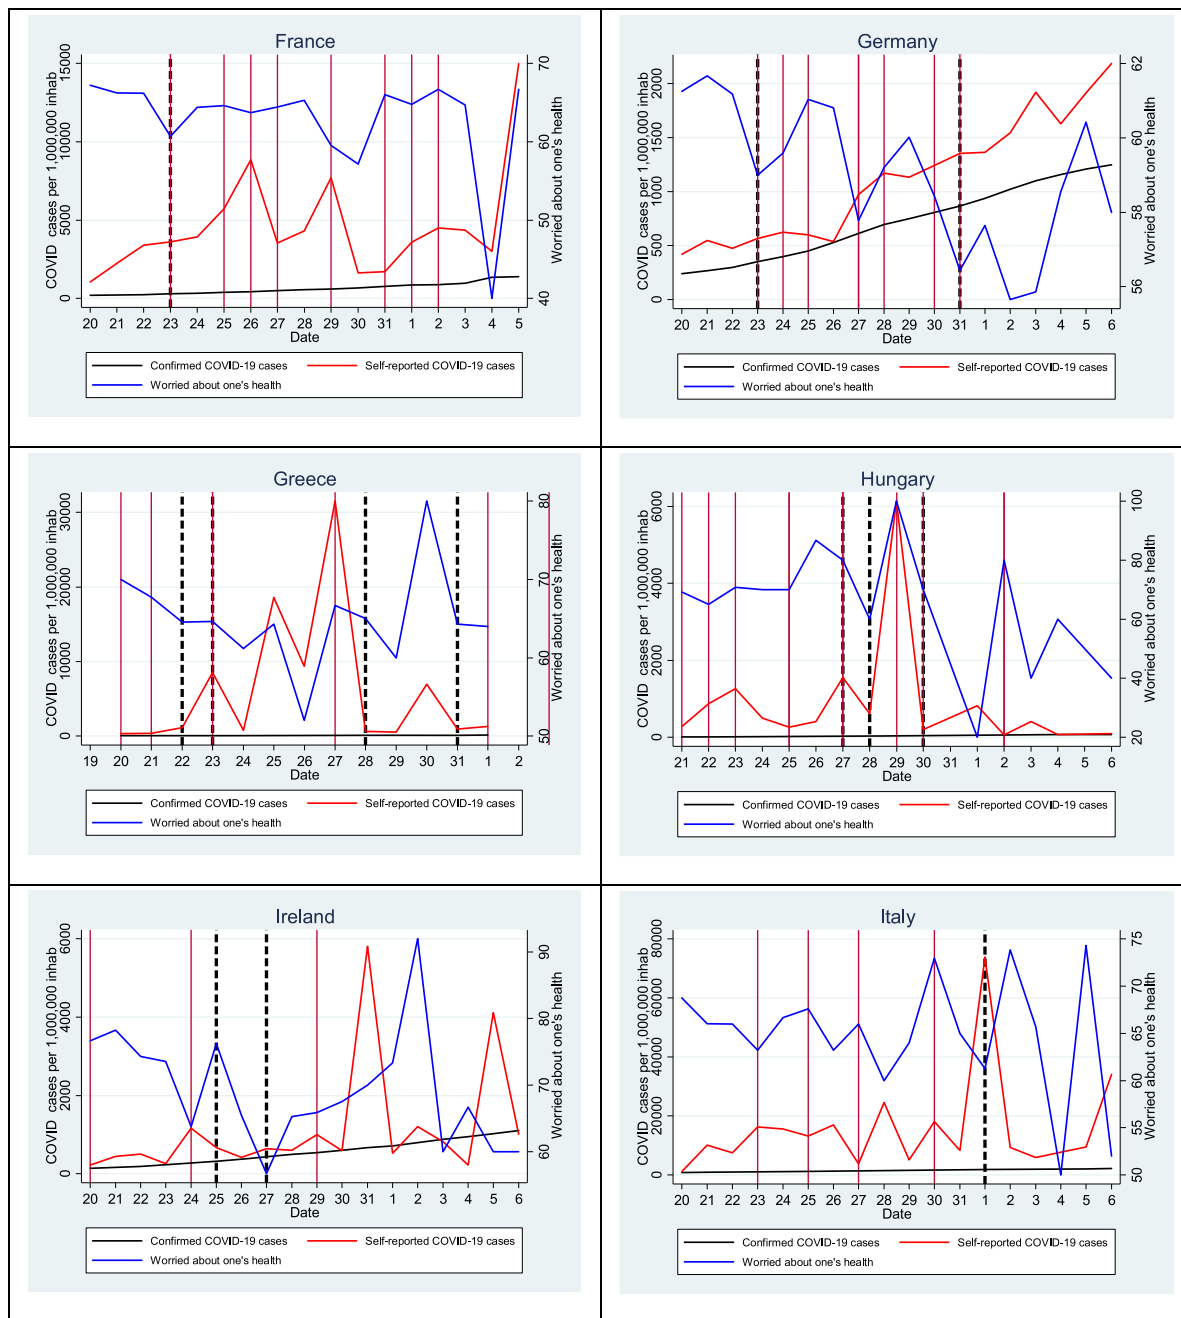 France
COVID cases per 1,000,000 inhab
0 5000 10000 15000
40 50 60 70
Worried about one's health
20 21 22 23 24 25 26 27 28 29 30 31 1 2 3 4 5
Date
Confirmed COVID-19 cases Self-reported COVID-19 cases
Worried about one's health
Germany
COVID cases per 1,000,000 inhab
0 500 1000 1500 2000
56 58 60 62
Worried about one's health
20 21 22 23 24 25 26 27 28 29 30 31 1 2 3 4 5 6
Date
Confirmed COVID-19 cases Self-reported COVID-19 cases
Worried about one's health
Greece
COVID cases per 1,000,000 inhab
0 10000 20000 30000
50 60 70 80
Worried about one's health
19 20 21 22 23 24 25 26 27 28 29 30 31 1 2
Date
Confirmed COVID-19 cases Self-reported COVID-19 cases
Worried about one's health
Hungary
COVID cases per 1,000,000 inhab
0 2000 4000 6000
20 40 60 80 100
Worried about one's health
21 22 23 24 25 26 27 28 29 30 31 1 2 3 4 5 6
Date
Confirmed COVID-19 cases Self-reported COVID-19 cases
Worried about one's health
Ireland
COVID cases per 1,000,000 inhab
0 2000 4000 6000
60 70 80 90
Worried about one's health
20 21 22 23 24 25 26 27 28 29 30 31 1 2 3 4 5 6
Date
Confirmed COVID-19 cases Self-reported COVID-19 cases
Worried about one's health
Italy
COVID cases per 1,000,000 inhab
0 20000 40000 60000 80000
50 55 60 65 70 75
Worried about one's health
20 21 22 23 24 25 26 27 28 29 30 31 1 2 3 4 5 6
Date
Confirmed COVID-19 cases Self-reported COVID-19 cases
Worried about one's health